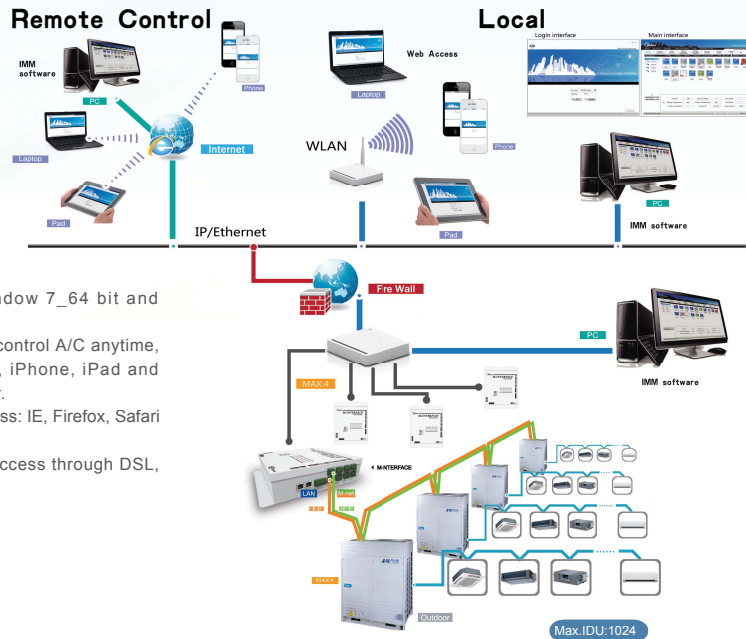 Remote Control
Local
Login interface
Main interface
IMM
software
Phone
Web Access
PC
Laptop
Internet
WLAN
Phone
Laptop
PC
Pad
Pad
IMM software
IP/Ethernet
Fre Wall
ndow 7_64 bit and
control A/C anytime,
, iPhone, iPad and
r.
ss: IE, Firefox, Safari
ccess through DSL,
PC
IMM software
MAX:4
M-NTERFACE
LAN
M-net
MAX:4
Outdoor
Max.IDU:1024